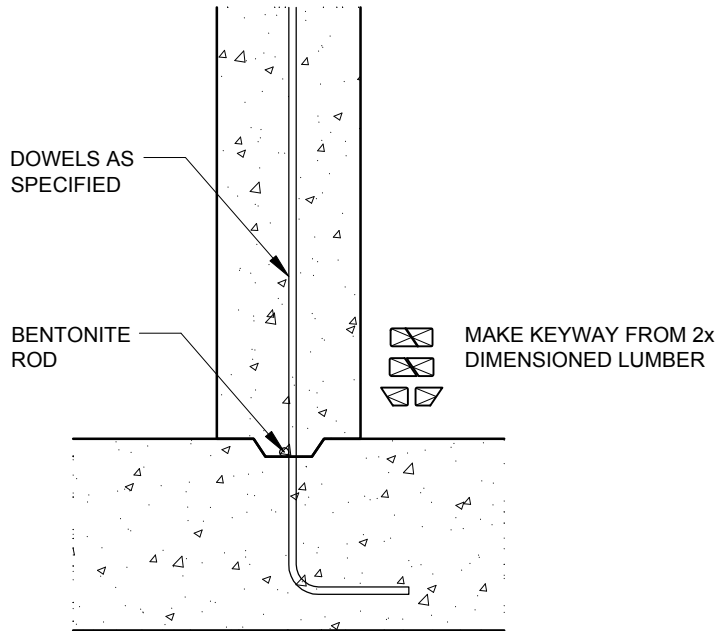 DOWELS AS
SPECIFIED
BENTONITE
ROD
MAKE KEYWAY FROM 2x
DIMENSIONED LUMBER